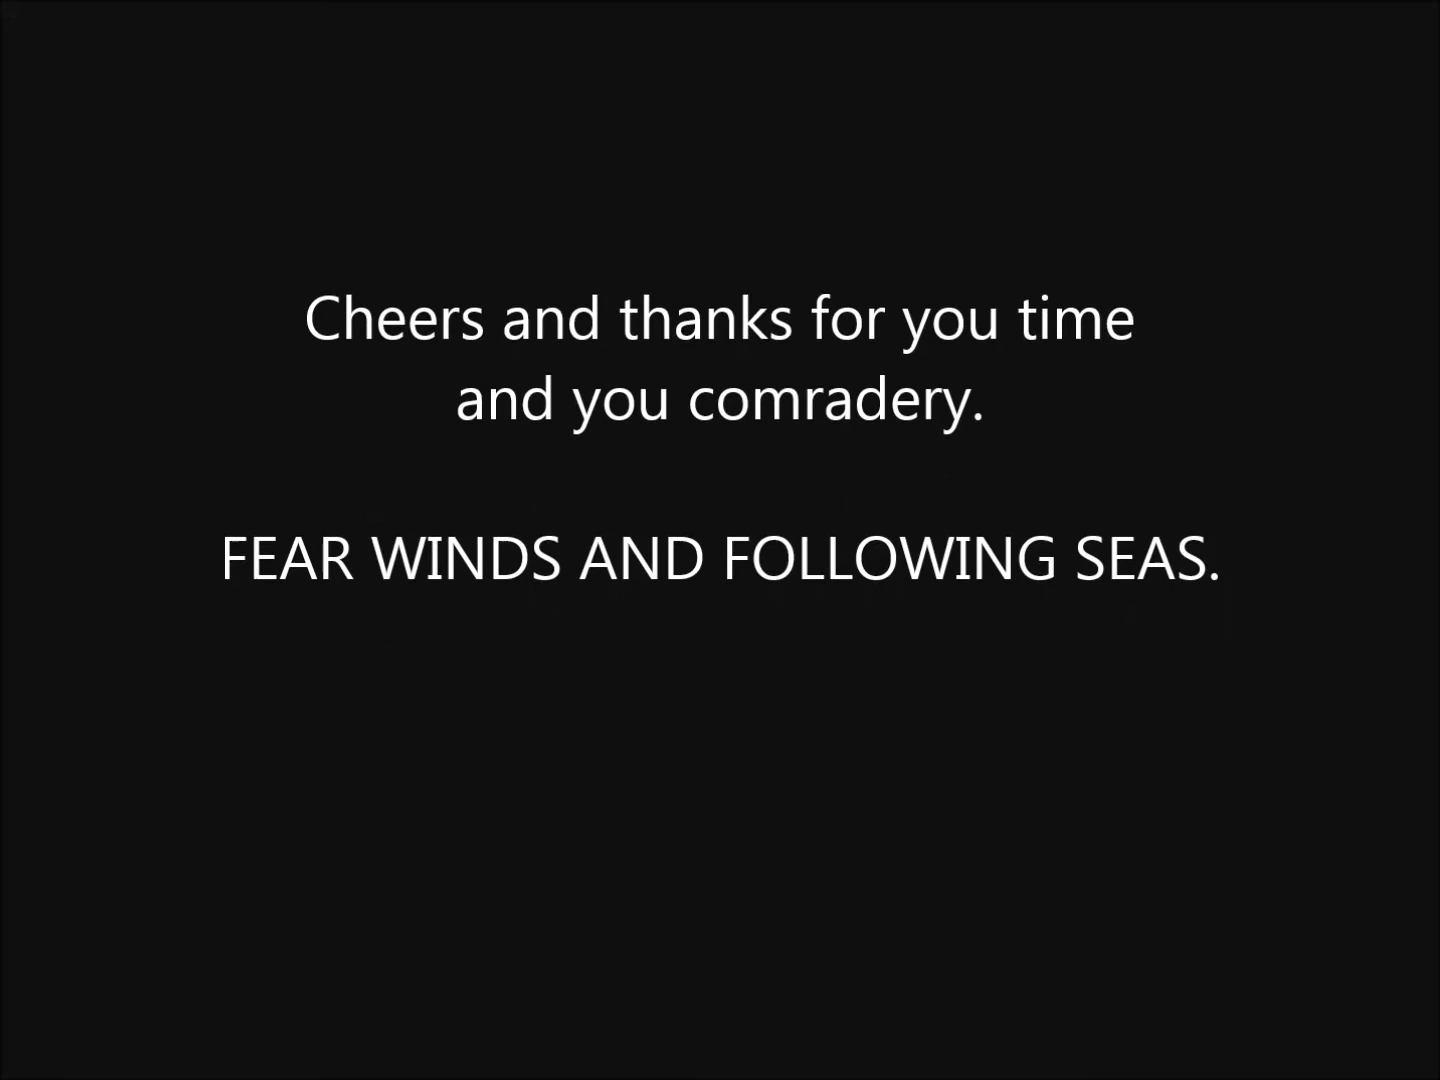 Cheers and thanks for you time
and you comradery.
FEAR WINDS AND FOLLOWING SEAS.